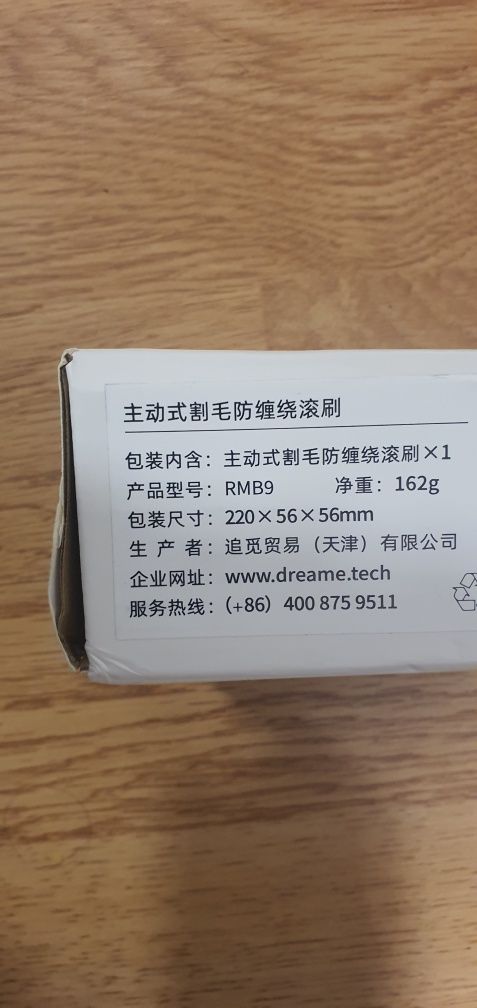 主动式割毛防缠绕滚刷
包装内含：主动式割毛防缠绕滚刷×1
产品型号：RMB9 净重：162g
包装尺寸：220×56×56mm
生产者：追觅贸易（天津）有限公司
企业网址：www.dreame.tech
服务热线：（+86）400 875 9511